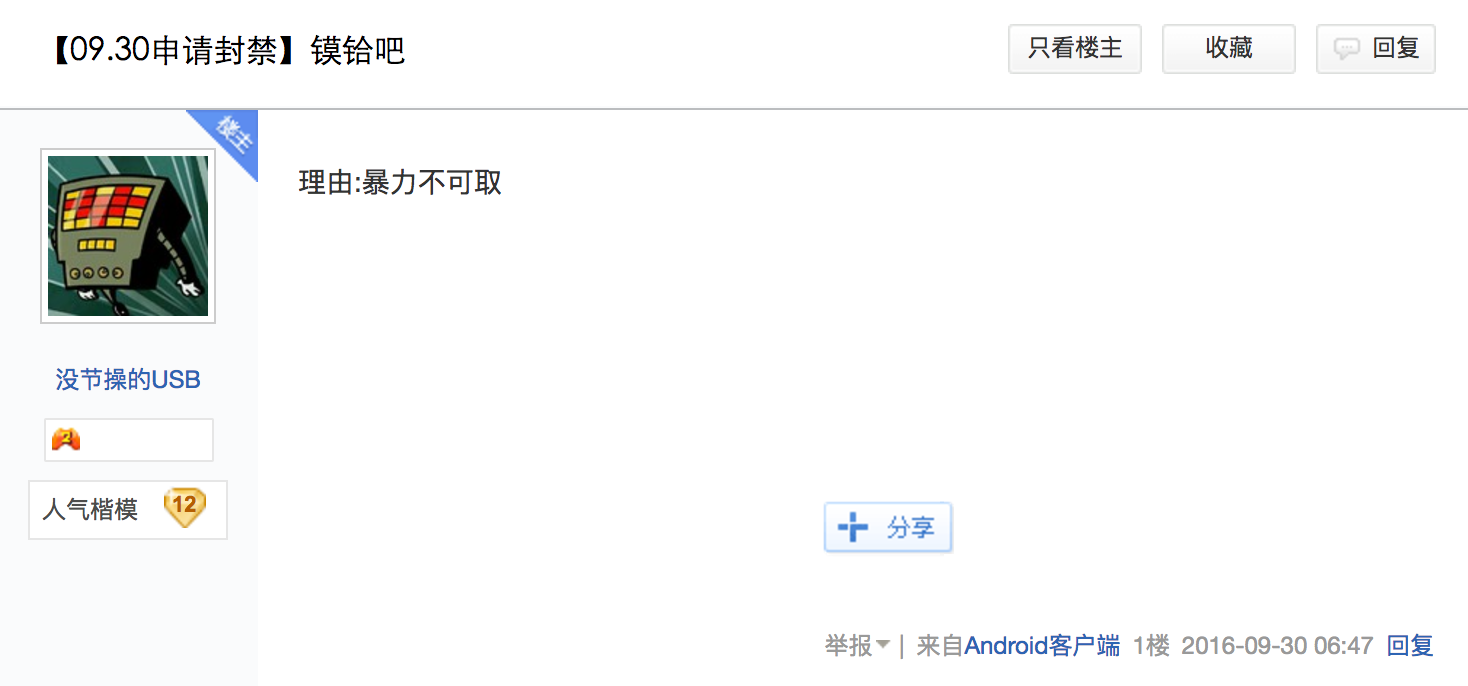 【09.30申请封禁】镆铪吧
只看楼主
收藏
回复
楼主
理由:暴力不可取
没节操的USB
2
人气楷模 12
分享
举报 | 来自Android客户端 1楼 2016-09-30 06:47 回复